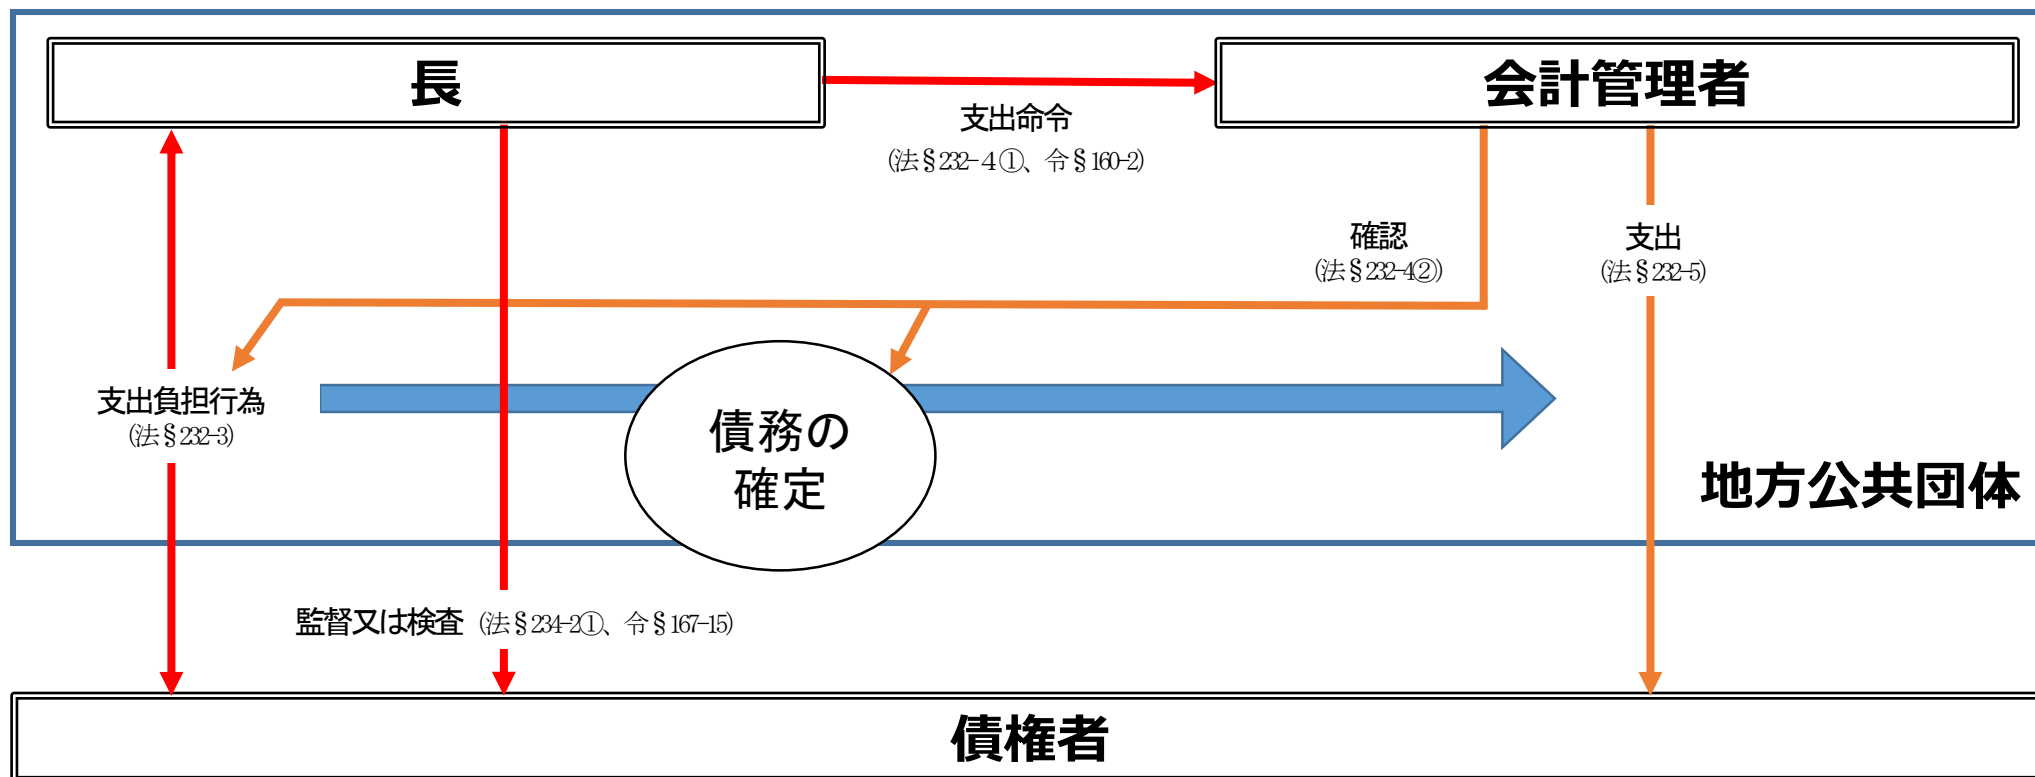 長
会計管理者
支出命令
(法§232-4①、令§160-2)
確認
(法§232-4②)
支出
(法§232-5)
支出負担行為
(法§232-3)
債務の
確定
地方公共団体
監督又は検査 (法§234-2①、令§167-15)
債権者